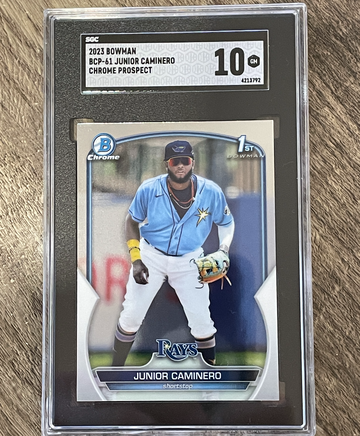 SGC
2023 BOWMAN
BCP-61 JUNIOR CAMINERO
CHROME PROSPECT
10 GM
4213792
B
Chrome
1ST
BOWMAN
RAYS
JUNIOR CAMINERO
shortstop